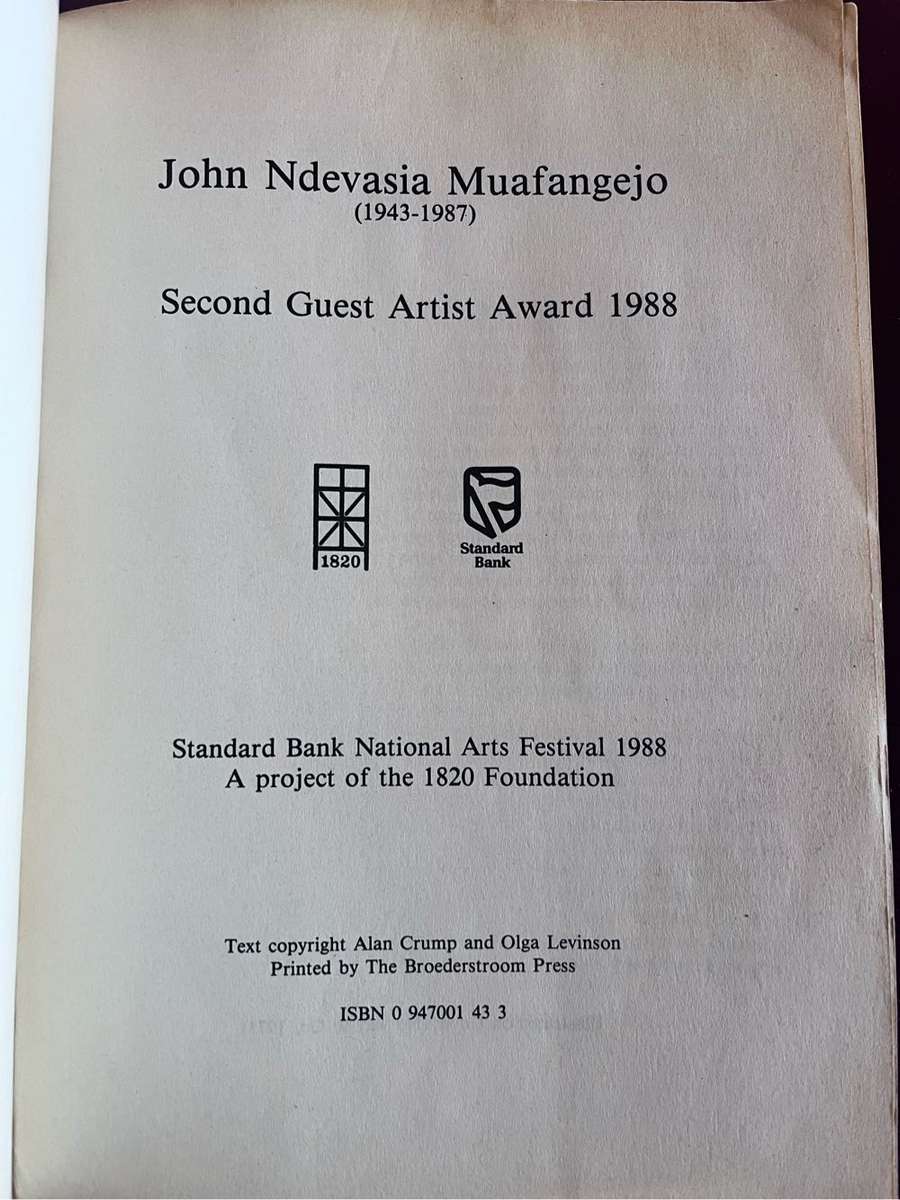 John Ndevasia Muafangejo
(1943-1987)
Second Guest Artist Award 1988
1820
Standard
Bank
Standard Bank National Arts Festival 1988
A project of the 1820 Foundation
Text copyright Alan Crump and Olga Levinson
Printed by The Broederstroom Press
ISBN 0 947001 43 3